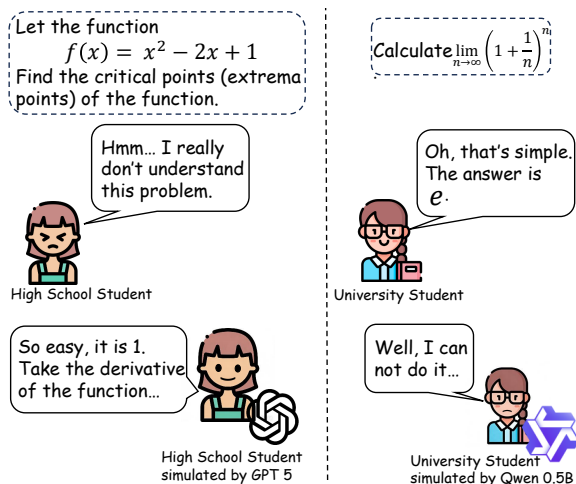 Let the function
f(x) = x² − 2x + 1
Find the critical points (extrema
points) of the function.
Hmm… I really
don't understand
this problem.
High School Student
So easy, it is 1.
Take the derivative
of the function…
High School Student
simulated by GPT 5
Calculate lim n→∞ (1 + 1/n)ⁿ
Oh, that's simple.
The answer is
e.
University Student
Well, I can
not do it…
University Student
simulated by Qwen 0.5B